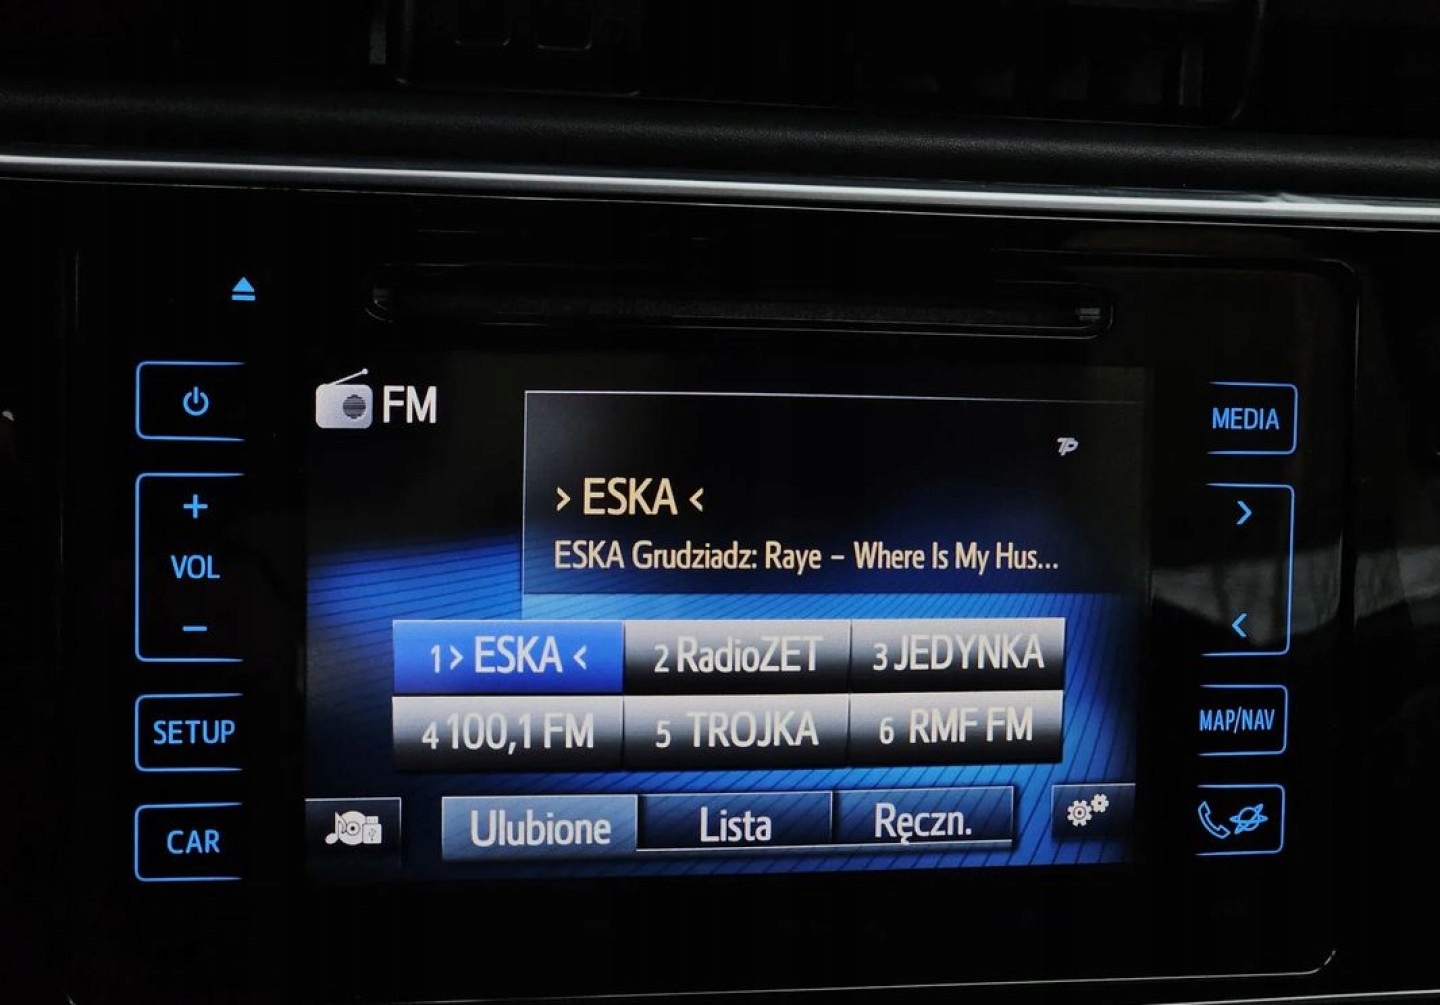 FM
TP
> ESKA <
ESKA Grudziadz: Raye – Where Is My Hus...
1 > ESKA <
2 RadioZET
3 JEDYNKA
4 100,1 FM
5 TROJKA
6 RMF FM
Ulubione
Lista
Ręczn.
+
VOL
−
SETUP
CAR
MEDIA
>
<
MAP/NAV